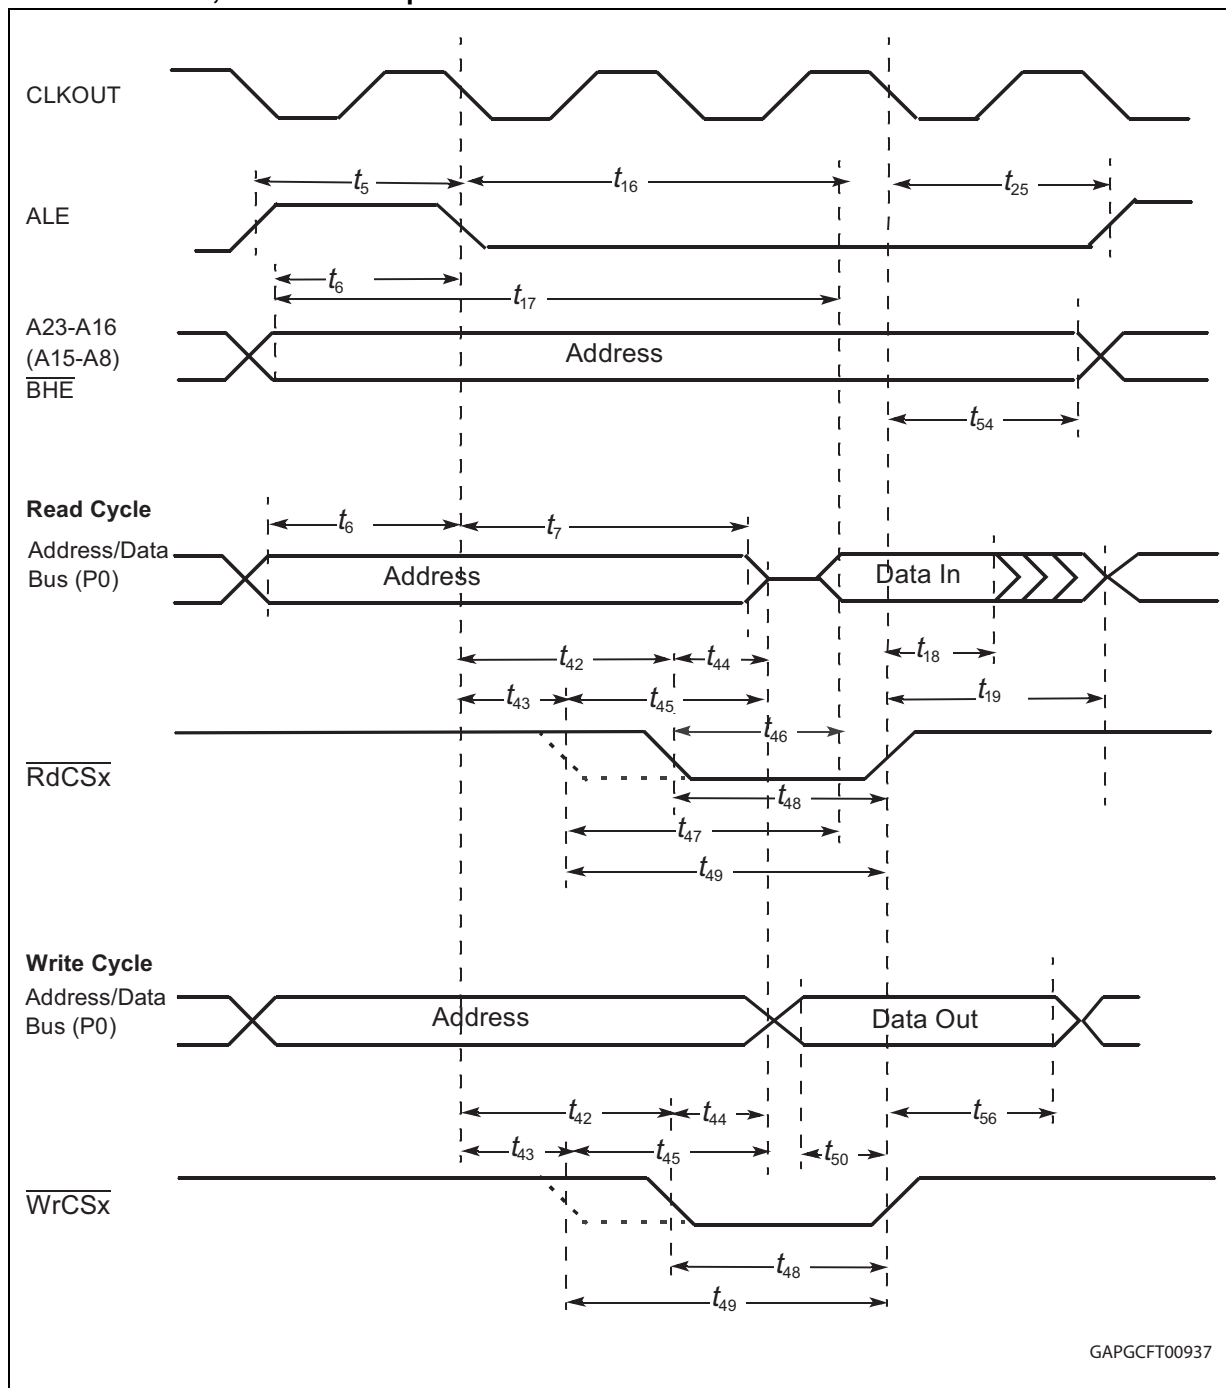 CLKOUT
t5
t16
t25
ALE
t6
t17
A23-A16
(A15-A8)
BHE
Address
t54
Read Cycle
t6
t7
Address/Data
Bus (P0)
Address
Data In
t42
t44
t18
t43
t45
t19
t46
RdCSx
t48
t47
t49
Write Cycle
Address/Data
Bus (P0)
Address
Data Out
t42
t44
t56
t43
t45
t50
WrCSx
t48
t49
GAPGCFT00937